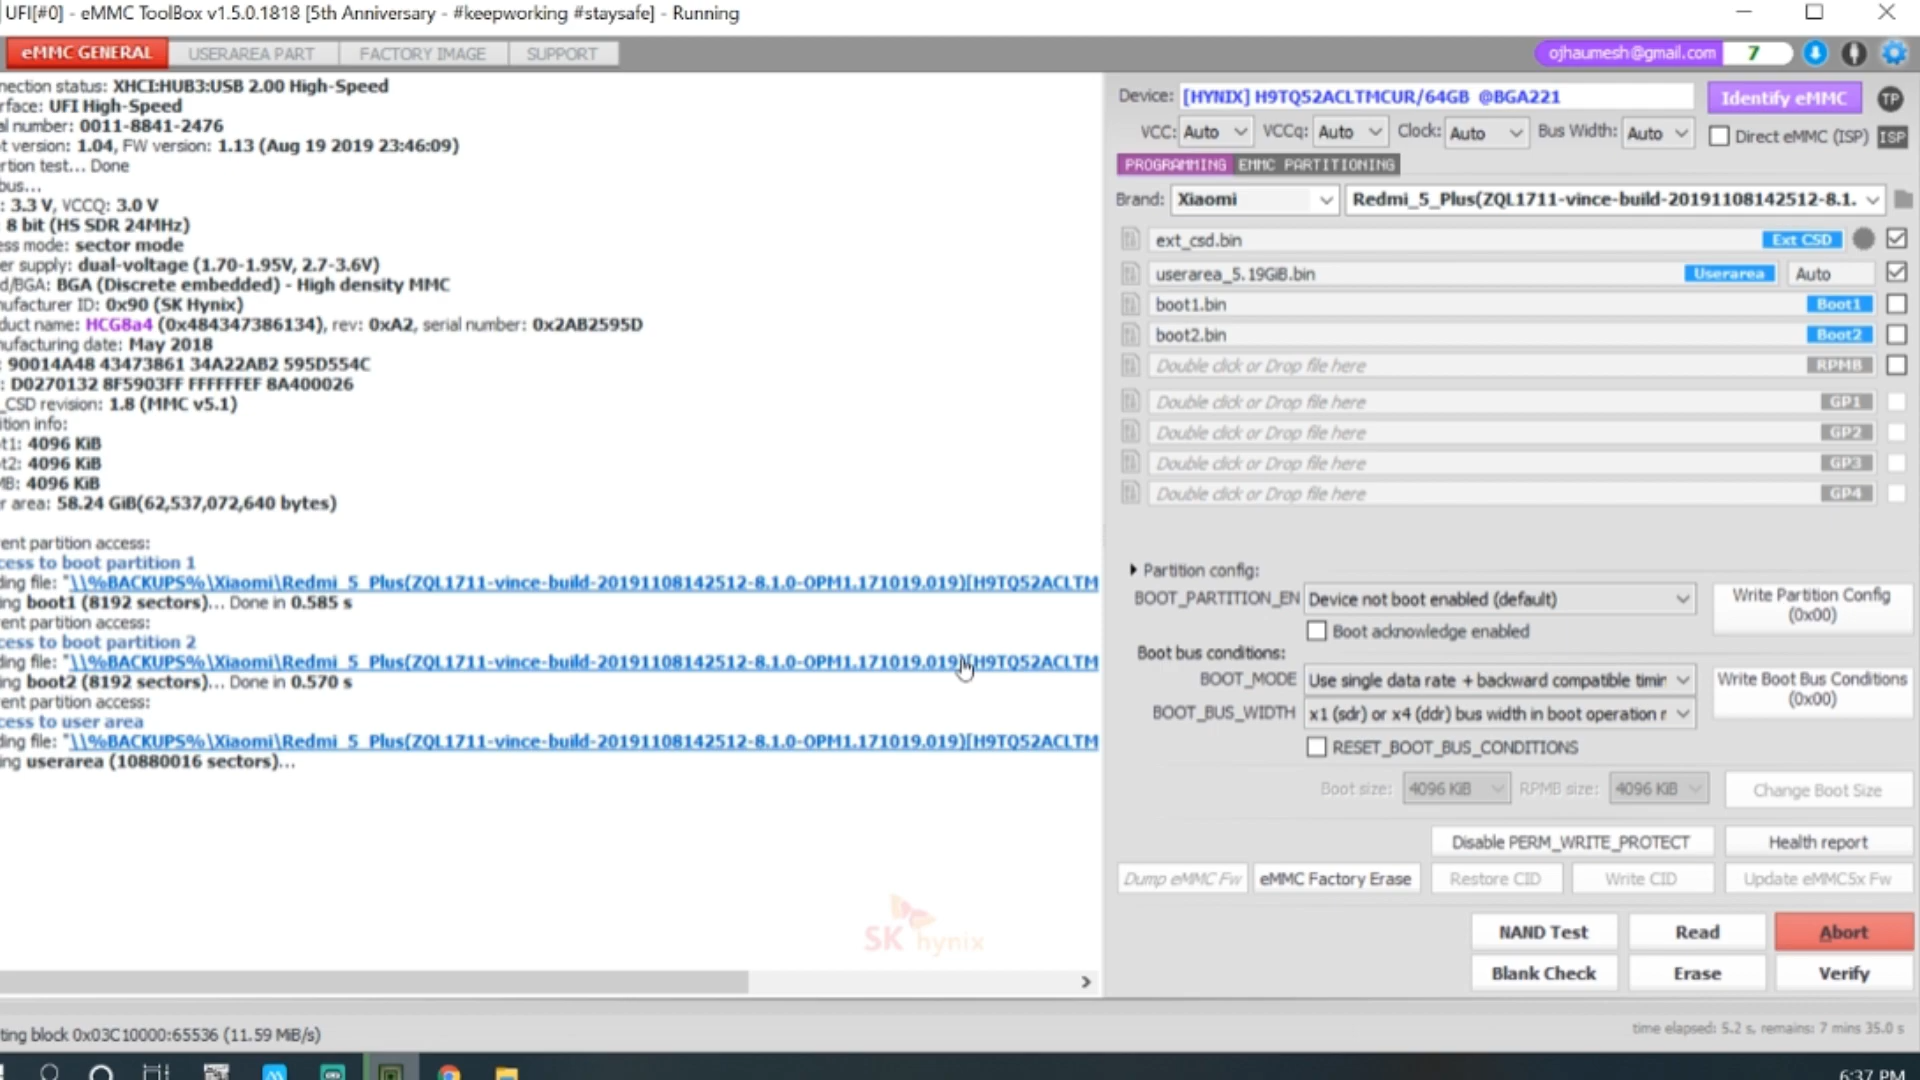 UFI[#0] - eMMC ToolBox v1.5.0.1818 [5th Anniversary - #keepworking #staysafe] - Running
eMMC GENERAL USERAREA PART FACTORY IMAGE SUPPORT
ojhaumesh@gmail.com 7
nection status: XHCI:HUB3:USB 2.00 High-Speed
rface: UFI High-Speed
al number: 0011-8841-2476
ot version: 1.04, FW version: 1.13 (Aug 19 2019 23:46:09)
ertion test... Done
bus...
: 3.3 V, VCCQ: 3.0 V
: 8 bit (HS SDR 24MHz)
ess mode: sector mode
er supply: dual-voltage (1.70-1.95V, 2.7-3.6V)
d/BGA: BGA (Discrete embedded) - High density MMC
nufacturer ID: 0x90 (SK Hynix)
duct name: HCG8a4 (0x484347386134), rev: 0xA2, serial number: 0x2AB2595D
nufacturing date: May 2018
: 90014A48 43473861 34A22AB2 595D554C
: D0270132 8F5903FF FFFFFFEF 8A400026
_CSD revision: 1.8 (MMC v5.1)
tition info:
t1: 4096 KiB
t2: 4096 KiB
MB: 4096 KiB
r area: 58.24 GiB(62,537,072,640 bytes)
ent partition access:
cess to boot partition 1
ding file: "\\%BACKUPS%\Xiaomi\Redmi_5_Plus(ZQL1711-vince-build-20191108142512-8.1.0-OPM1.171019.019)[H9TQ52ACLTM
ing boot1 (8192 sectors)... Done in 0.585 s
ent partition access:
cess to boot partition 2
ding file: "\\%BACKUPS%\Xiaomi\Redmi_5_Plus(ZQL1711-vince-build-20191108142512-8.1.0-OPM1.171019.019)[H9TQ52ACLTM
ing boot2 (8192 sectors)... Done in 0.570 s
ent partition access:
cess to user area
ding file: "\\%BACKUPS%\Xiaomi\Redmi_5_Plus(ZQL1711-vince-build-20191108142512-8.1.0-OPM1.171019.019)[H9TQ52ACLTM
ing userarea (10880016 sectors)...
SK hynix
ting block 0x03C10000:65536 (11.59 MiB/s)
Device: [HYNIX] H9TQ52ACLTMCUR/64GB @BGA221 Identify eMMC TP
VCC: Auto VCCq: Auto Clock: Auto Bus Width: Auto Direct eMMC (ISP) ISP
PROGRAMMING EMMC PARTITIONING
Brand: Xiaomi Redmi_5_Plus(ZQL1711-vince-build-20191108142512-8.1.
ext_csd.bin Ext CSD
userarea_5.19GiB.bin Userarea Auto
boot1.bin Boot1
boot2.bin Boot2
Double click or Drop file here RPMB
Double click or Drop file here GP1
Double click or Drop file here GP2
Double click or Drop file here GP3
Double click or Drop file here GP4
Partition config:
BOOT_PARTITION_EN Device not boot enabled (default) Write Partition Config (0x00)
Boot acknowledge enabled
Boot bus conditions:
BOOT_MODE Use single data rate + backward compatible timir Write Boot Bus Conditions (0x00)
BOOT_BUS_WIDTH x1 (sdr) or x4 (ddr) bus width in boot operation r
RESET_BOOT_BUS_CONDITIONS
Boot size: 4096 KiB RPMB size: 4096 KiB Change Boot Size
Disable PERM_WRITE_PROTECT Health report
Dump eMMC Fw eMMC Factory Erase Restore CID Write CID Update eMMC5x Fw
NAND Test Read Abort
Blank Check Erase Verify
time elapsed: 5.2 s, remains: 7 mins 35.0 s
6:37 PM